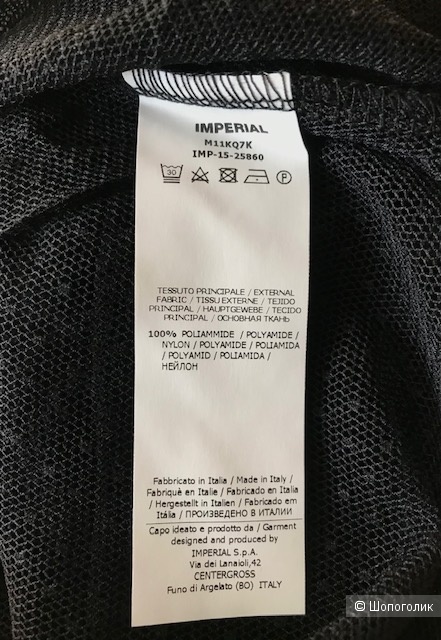 IMPERIAL
M11KQ7K
IMP-15-25860
30
P
TESSUTO PRINCIPALE / EXTERNAL
FABRIC / TISSU EXTERNE / TEJIDO
PRINCIPAL / HAUPTGEWEBE / TECIDO
PRINCIPAL / ОСНОВНАЯ ТКАНЬ
100% POLIAMMIDE / POLYAMIDE /
NYLON / POLYAMIDE / POLIAMIDA
/ POLYAMID / POLIAMIDA /
НЕЙЛОН
Fabbricato in Italia / Made in Italy /
Fabriqué en Italie / Fabricado en Italia
/ Hergestellt in Italien / Fabricado em
Itália / ПРОИЗВЕДЕНО В ИТАЛИИ
Capo ideato e prodotto da / Garment
designed and produced by
IMPERIAL S.p.A.
Via dei Lanaioli,42
CENTERGROSS
Funo di Argelato (BO) ITALY
© Шопоголик